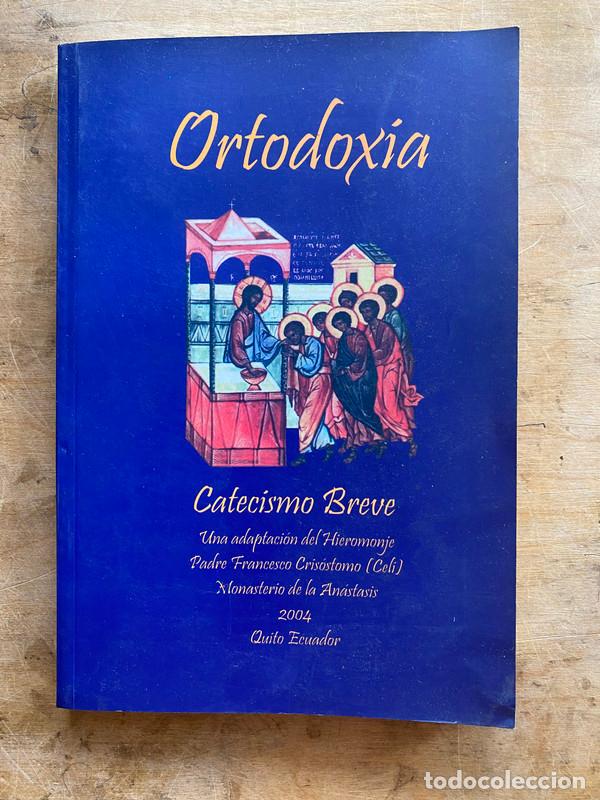 Ortodoxia
Catecismo Breve
Una adaptación del Hieromonje
Padre Francesco Crisóstomo (Celi)
Monasterio de la Anástasis
2004
Quito Ecuador
todocoleccion